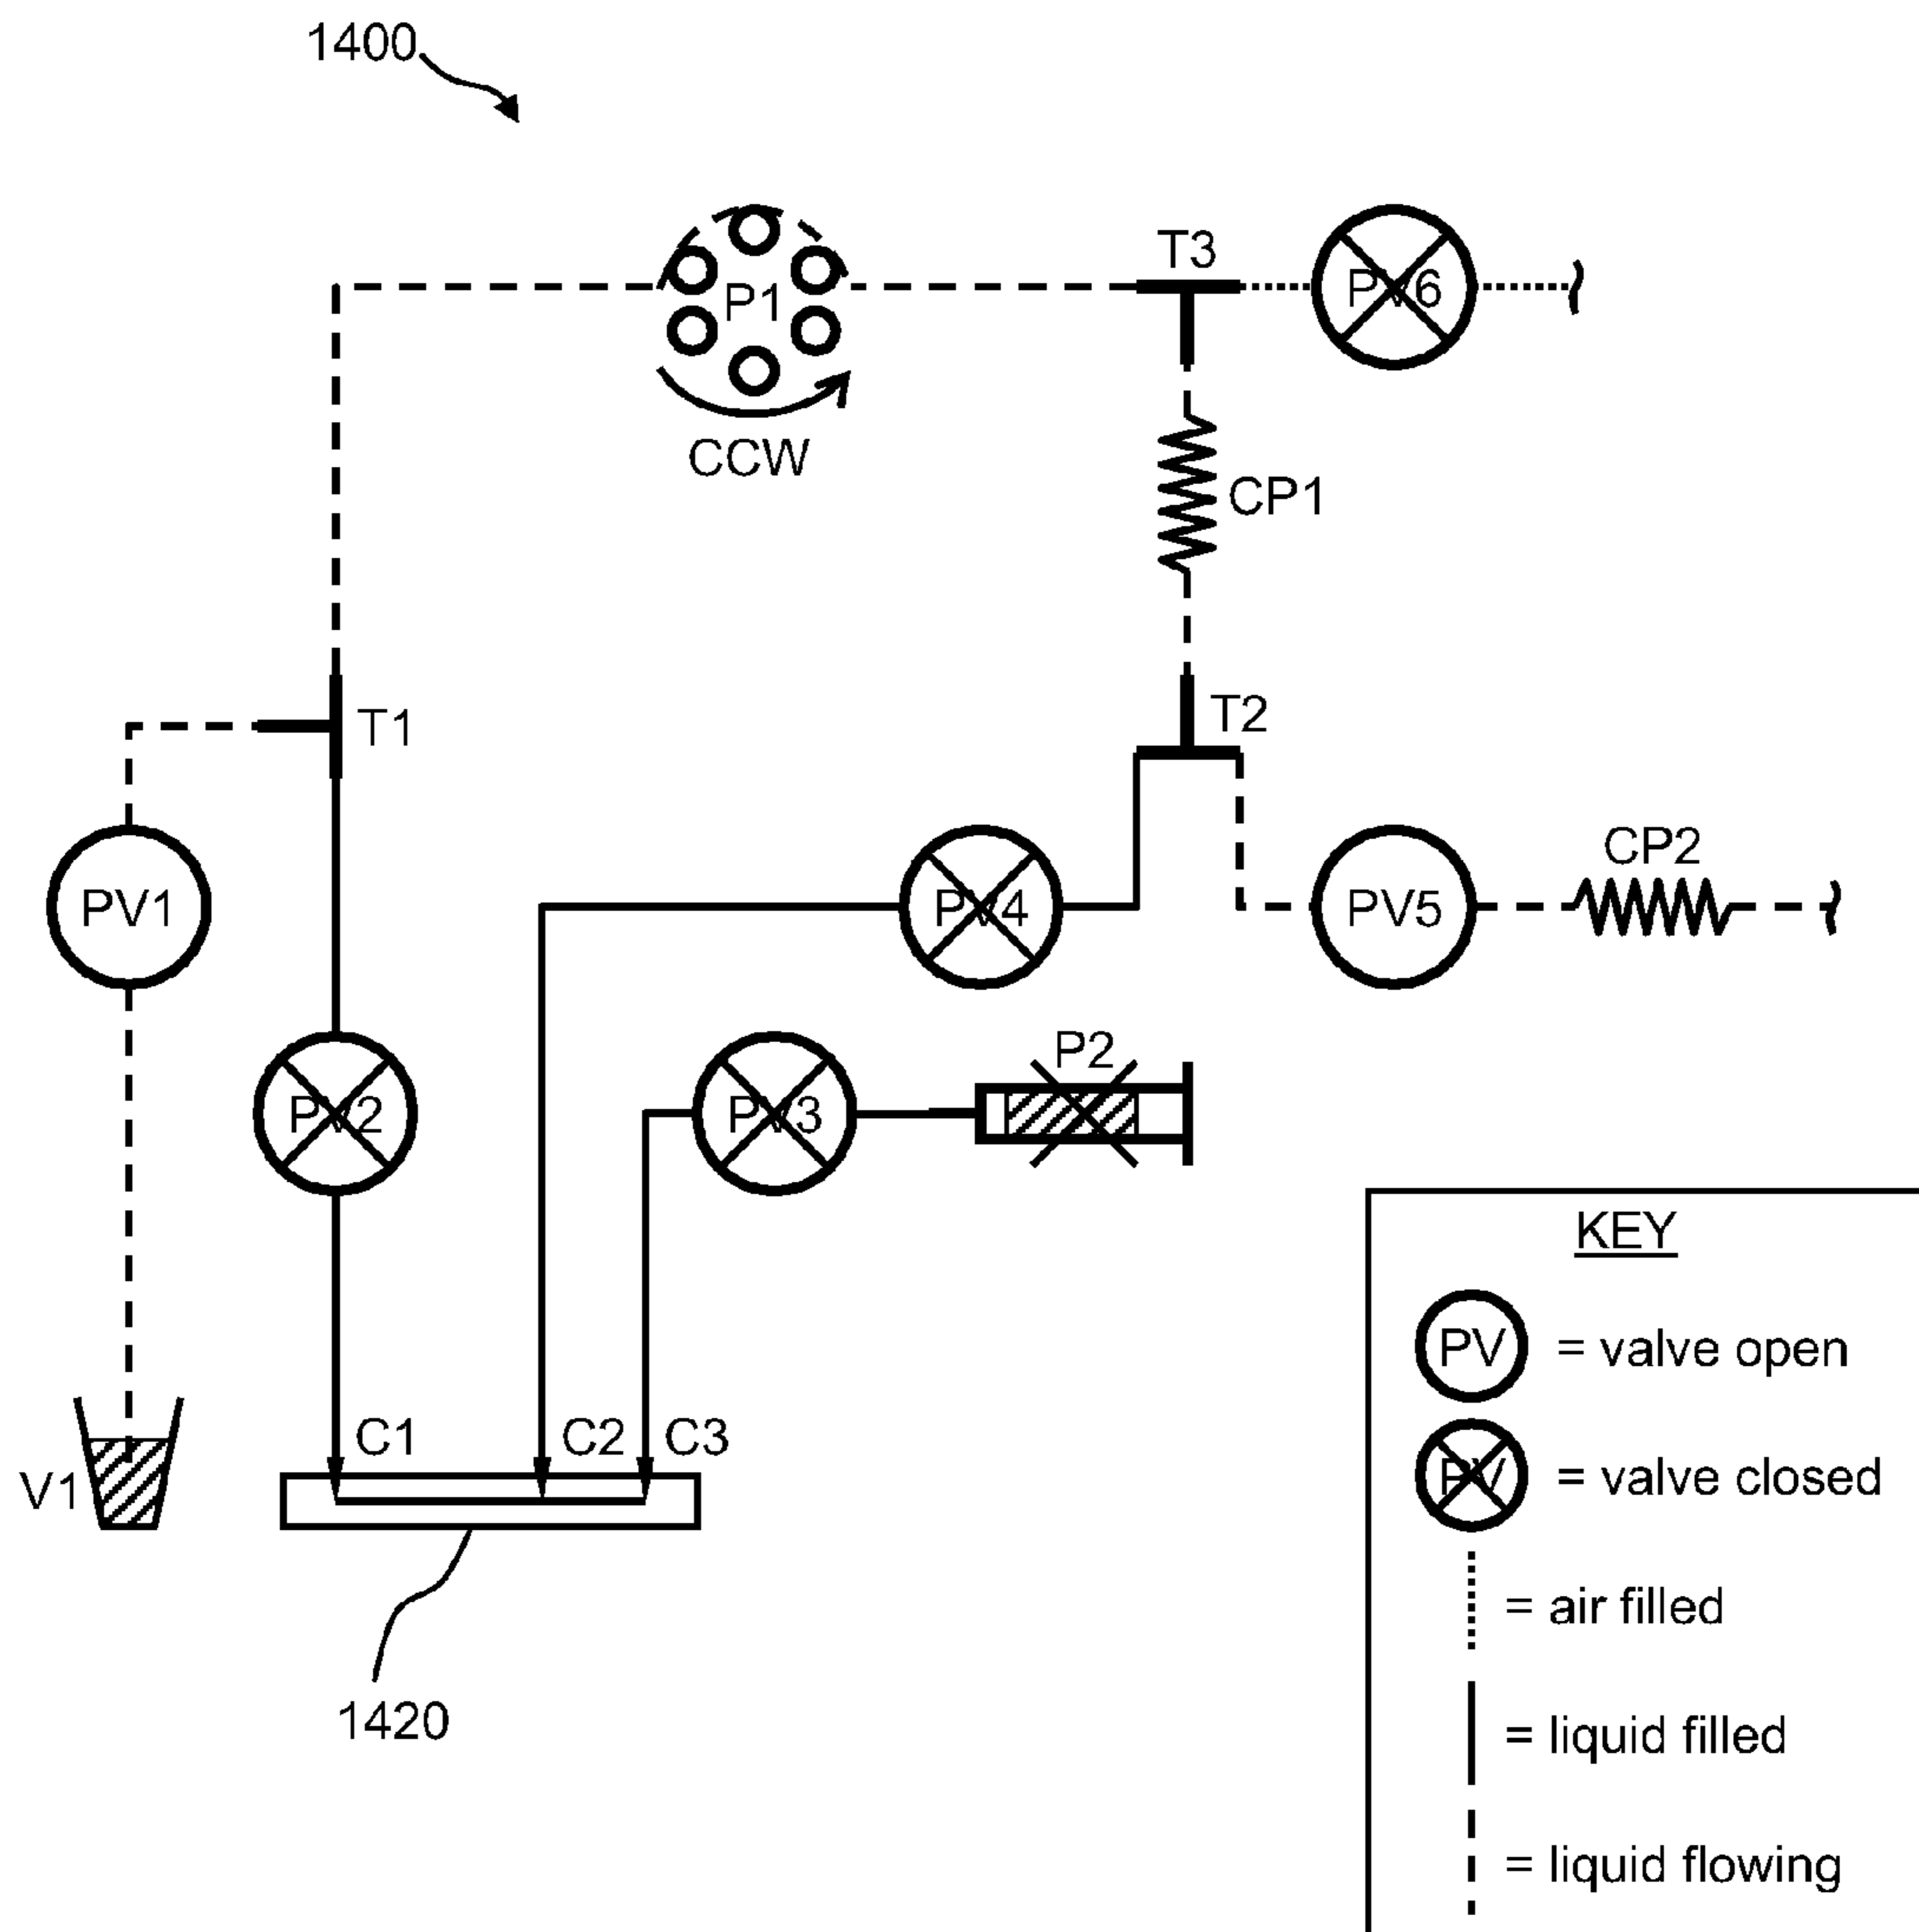 1400
T3
PV6
P1
CCW
CP1
T1
T2
CP2
PV1
PV4
PV5
P2
PV2
PV3
C1
C2
C3
V1
1420
KEY
PV = valve open
PV = valve closed
= air filled
= liquid filled
= liquid flowing